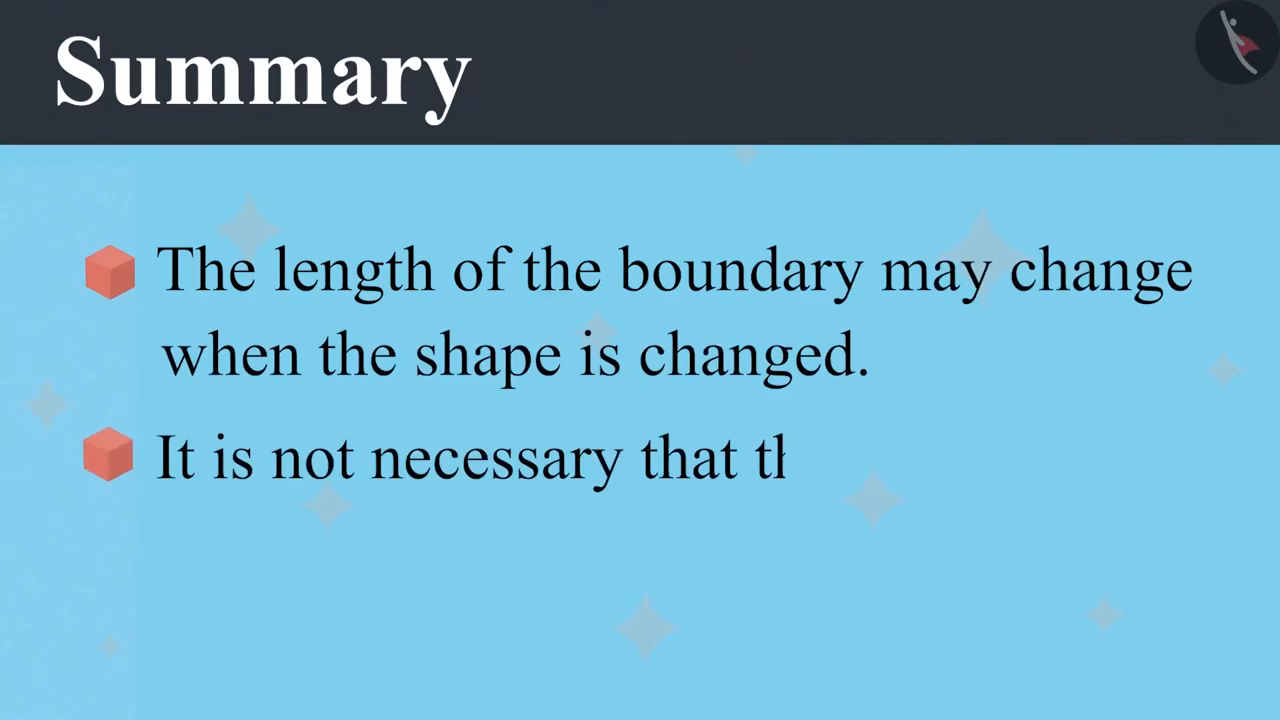 Summary
The length of the boundary may change
when the shape is changed.
It is not necessary that